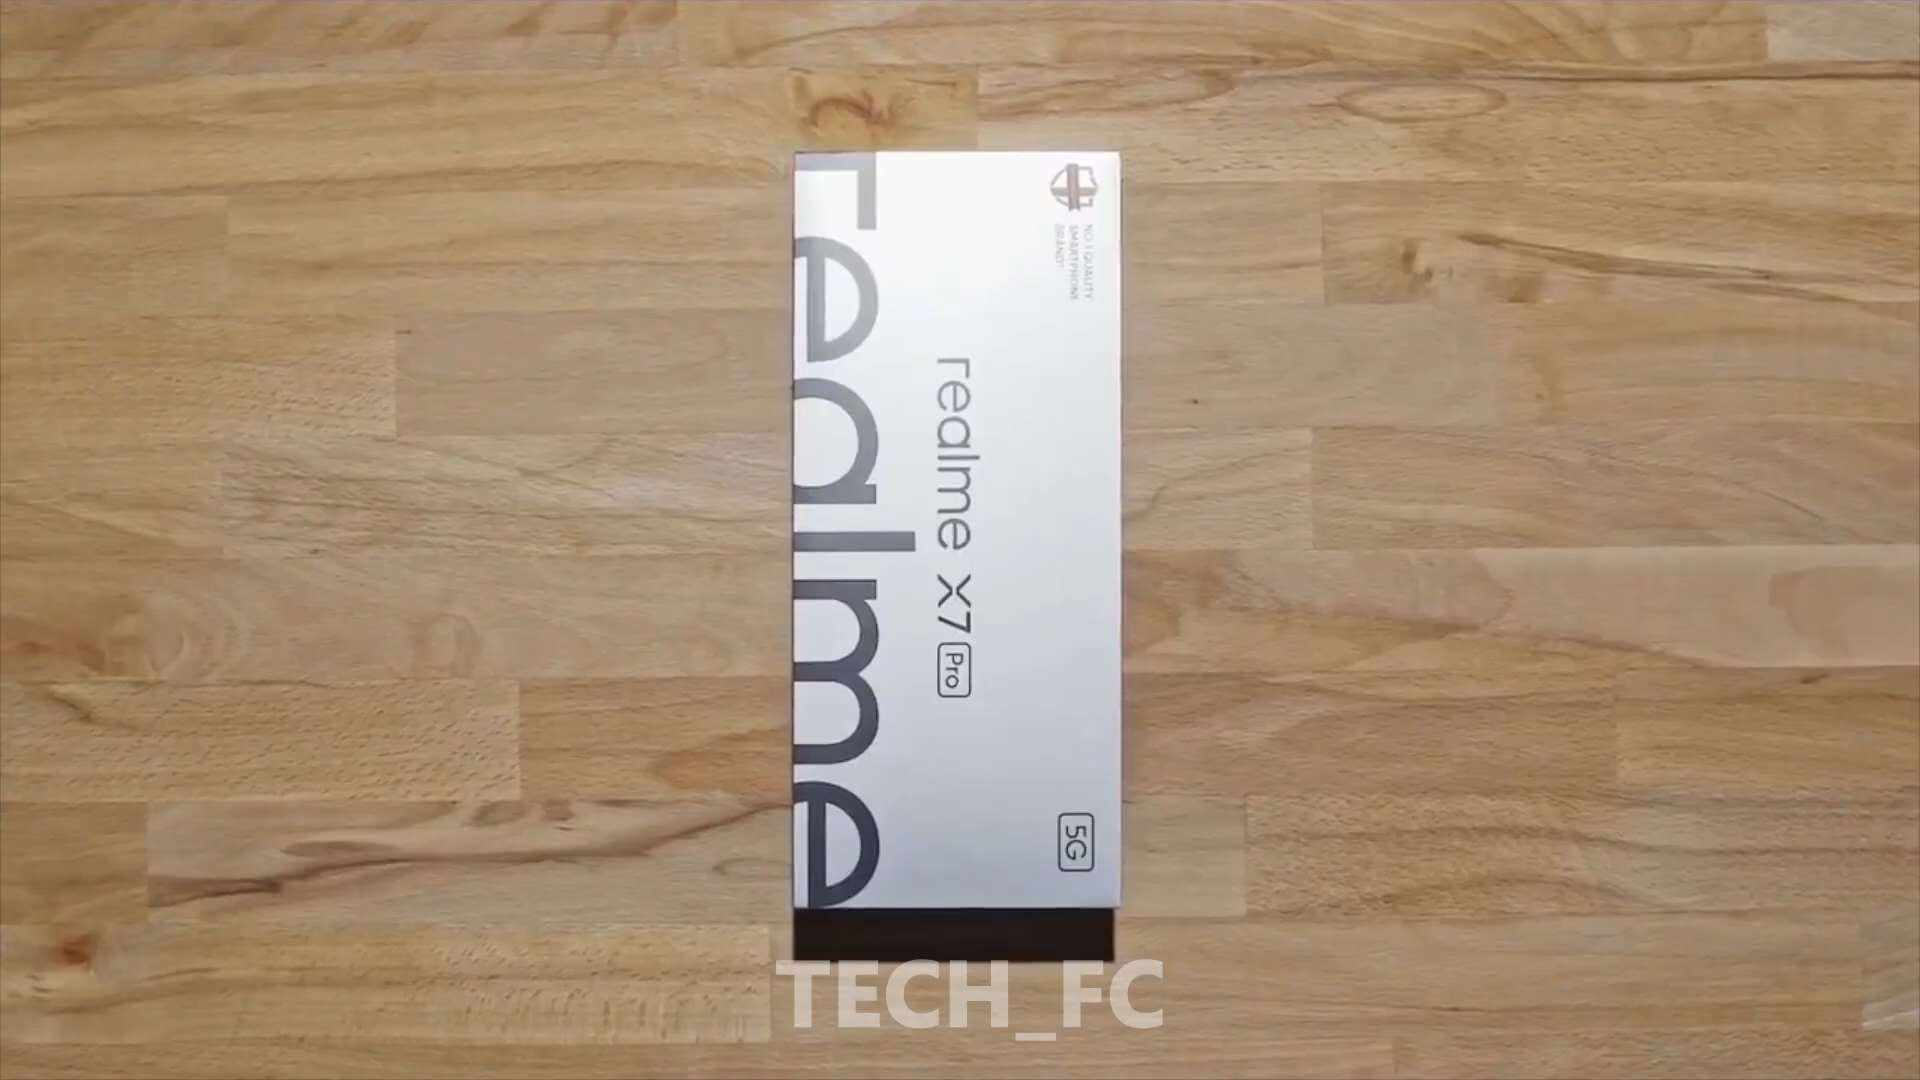 realme
realme X7 Pro
NO.1 QUALITY
SMARTPHONE
BRAND*
5G
TECH_FC